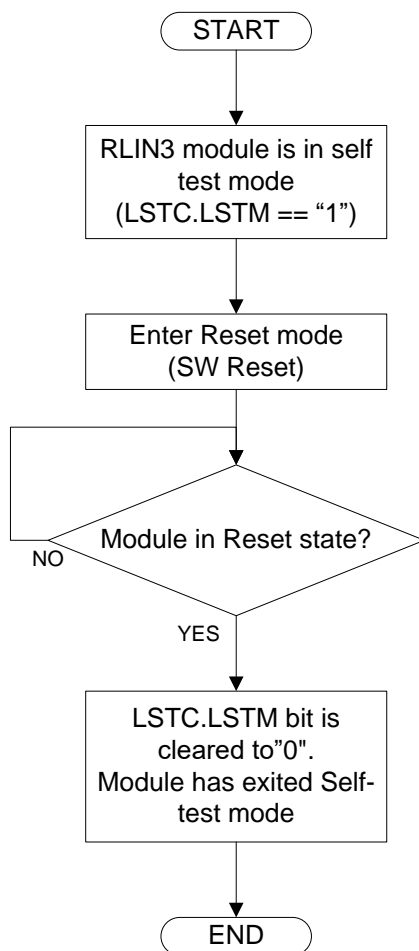 START
RLIN3 module is in self
test mode
(LSTC.LSTM == “1”)
Enter Reset mode
(SW Reset)
Module in Reset state?
NO
YES
LSTC.LSTM bit is
cleared to”0".
Module has exited Self-
test mode
END